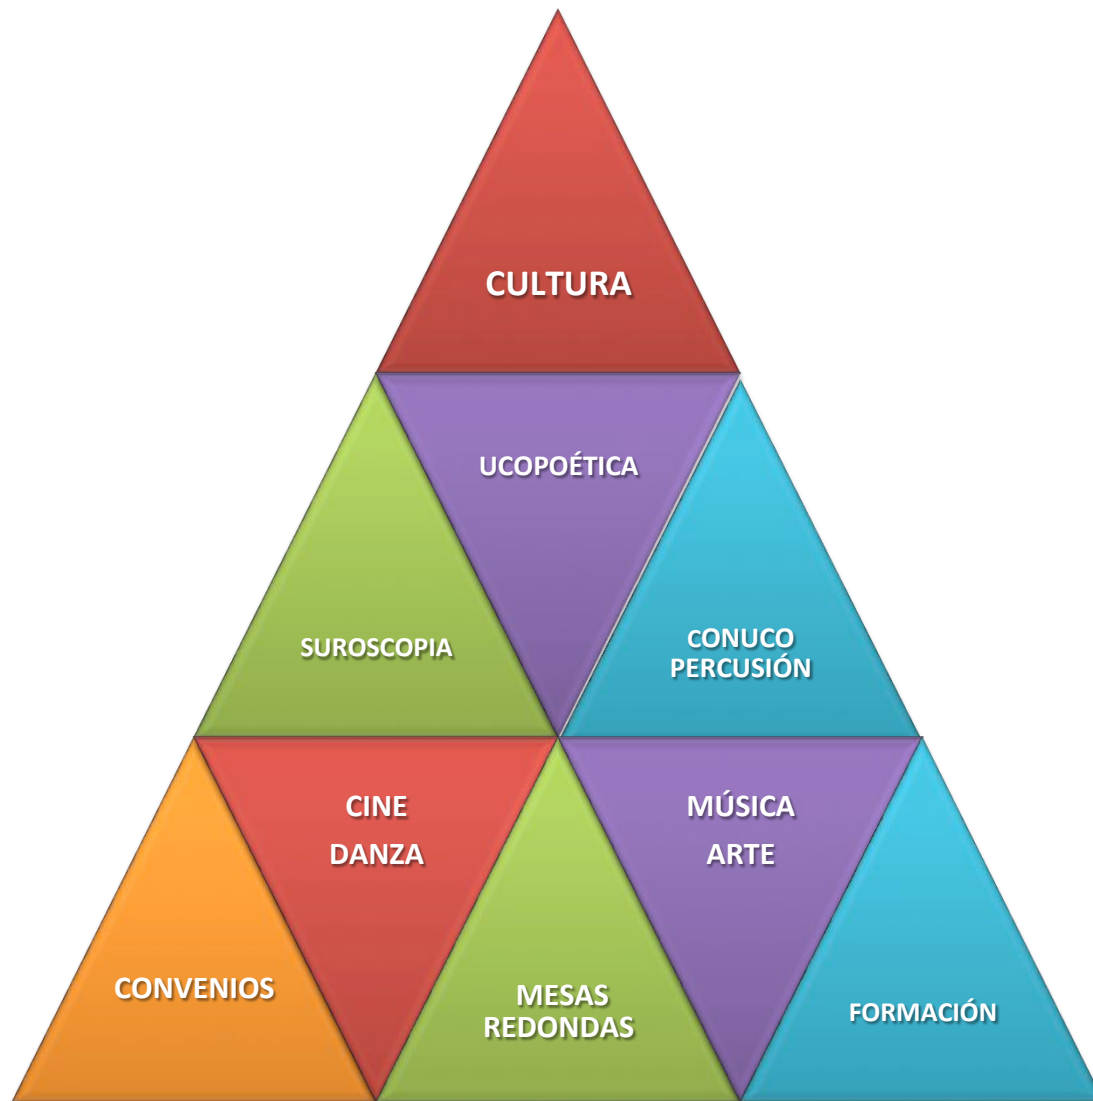 CULTURA
UCOPOÉTICA
SUROSCOPIA
CONUCO
PERCUSIÓN
CINE
DANZA
MÚSICA
ARTE
CONVENIOS
MESAS
REDONDAS
FORMACIÓN